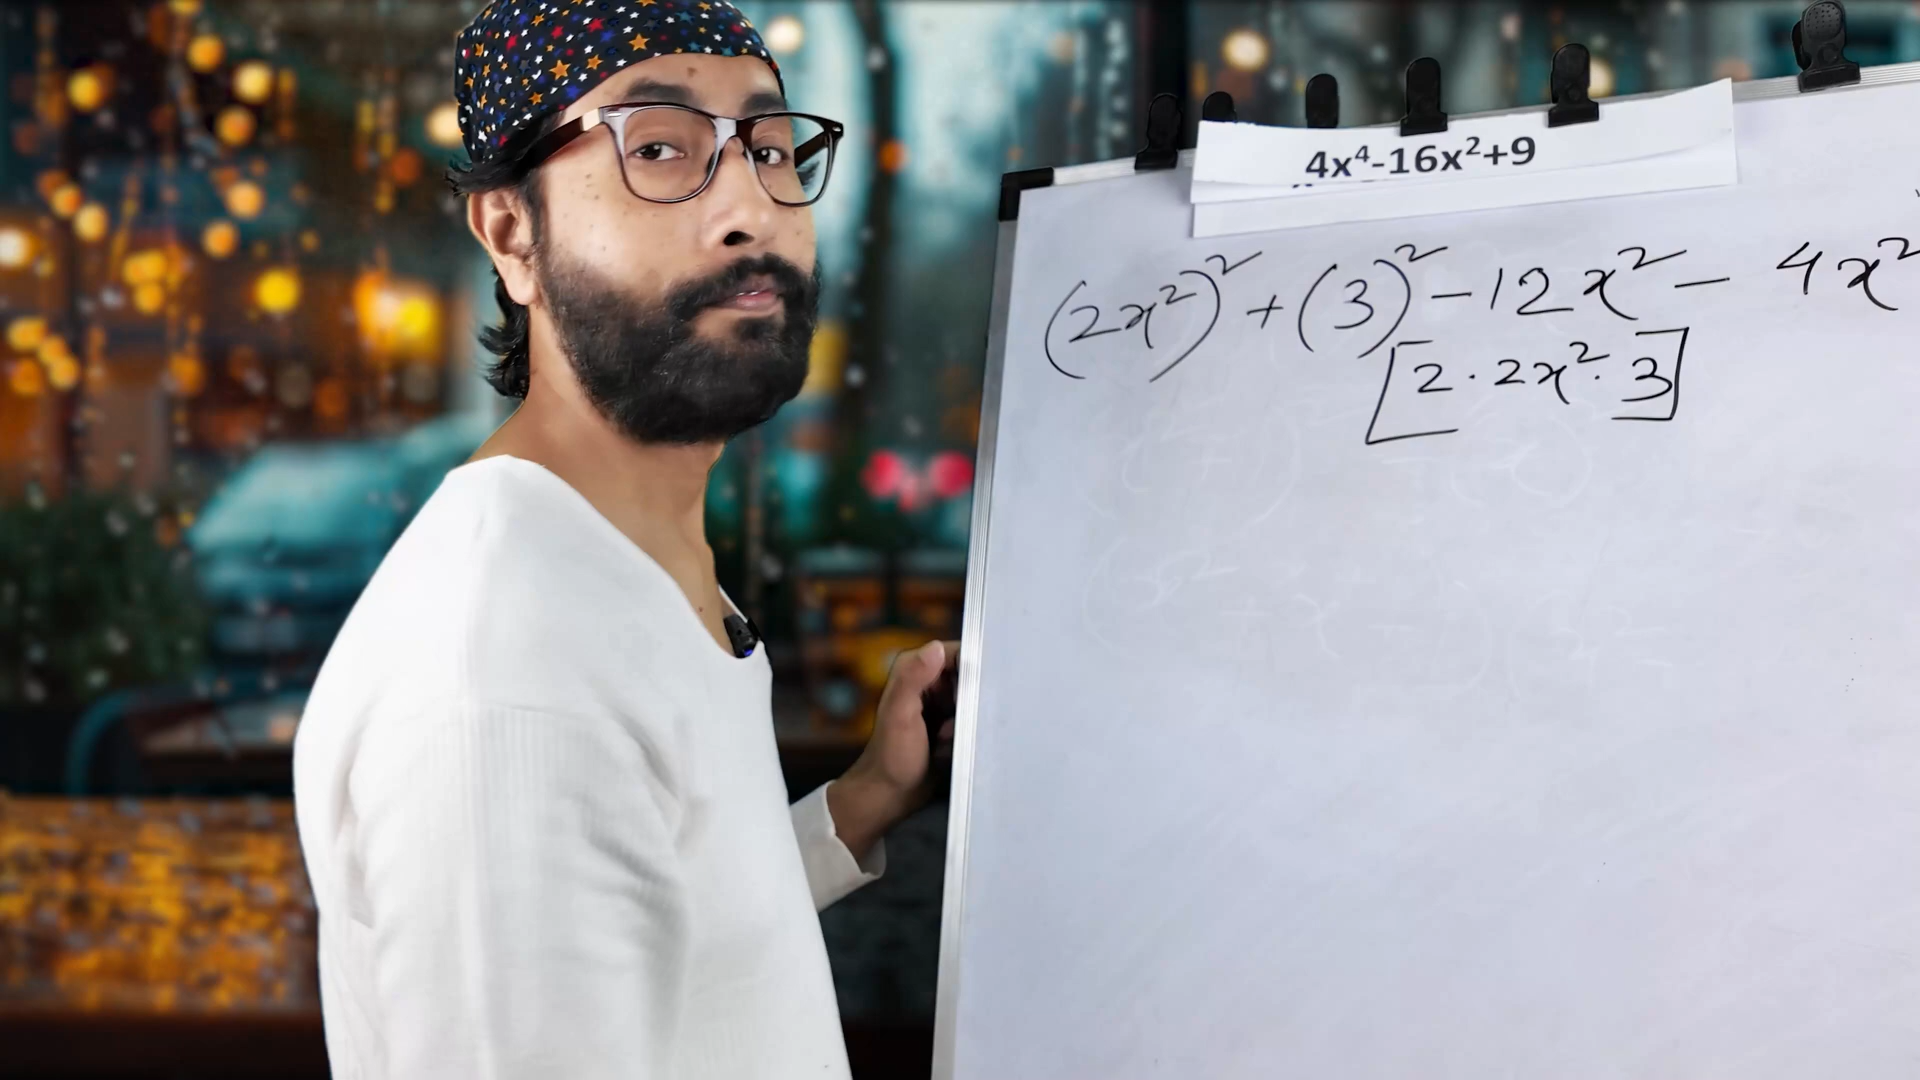 4x⁴-16x²+9
(2x²)² + (3)² - 12x² - 4x²
[2 · 2x² · 3]